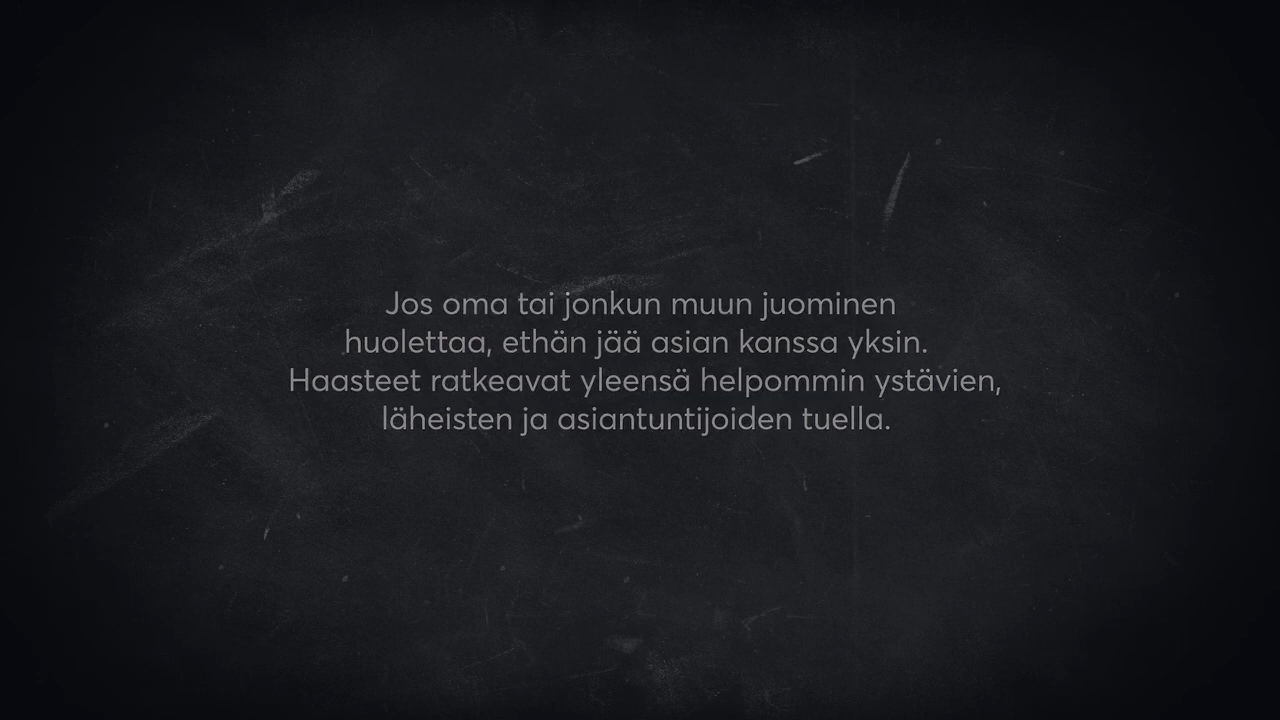 Jos oma tai jonkun muun juominen
huolettaa, ethän jää asian kanssa yksin.
Haasteet ratkeavat yleensä helpommin ystävien,
läheisten ja asiantuntijoiden tuella.